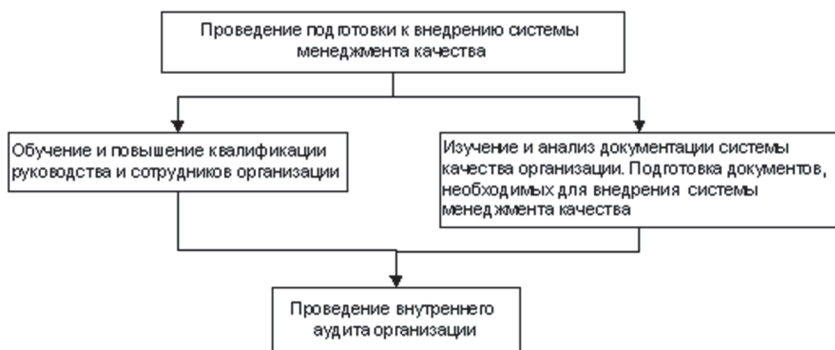 Проведение подготовки к внедрению системы
менеджмента качества
Обучение и повышение квалификации
руководства и сотрудников организации
Изучение и анализ документации системы
качества организации. Подготовка документов,
необходимых для внедрения системы
менеджмента качества
Проведение внутреннего
аудита организации